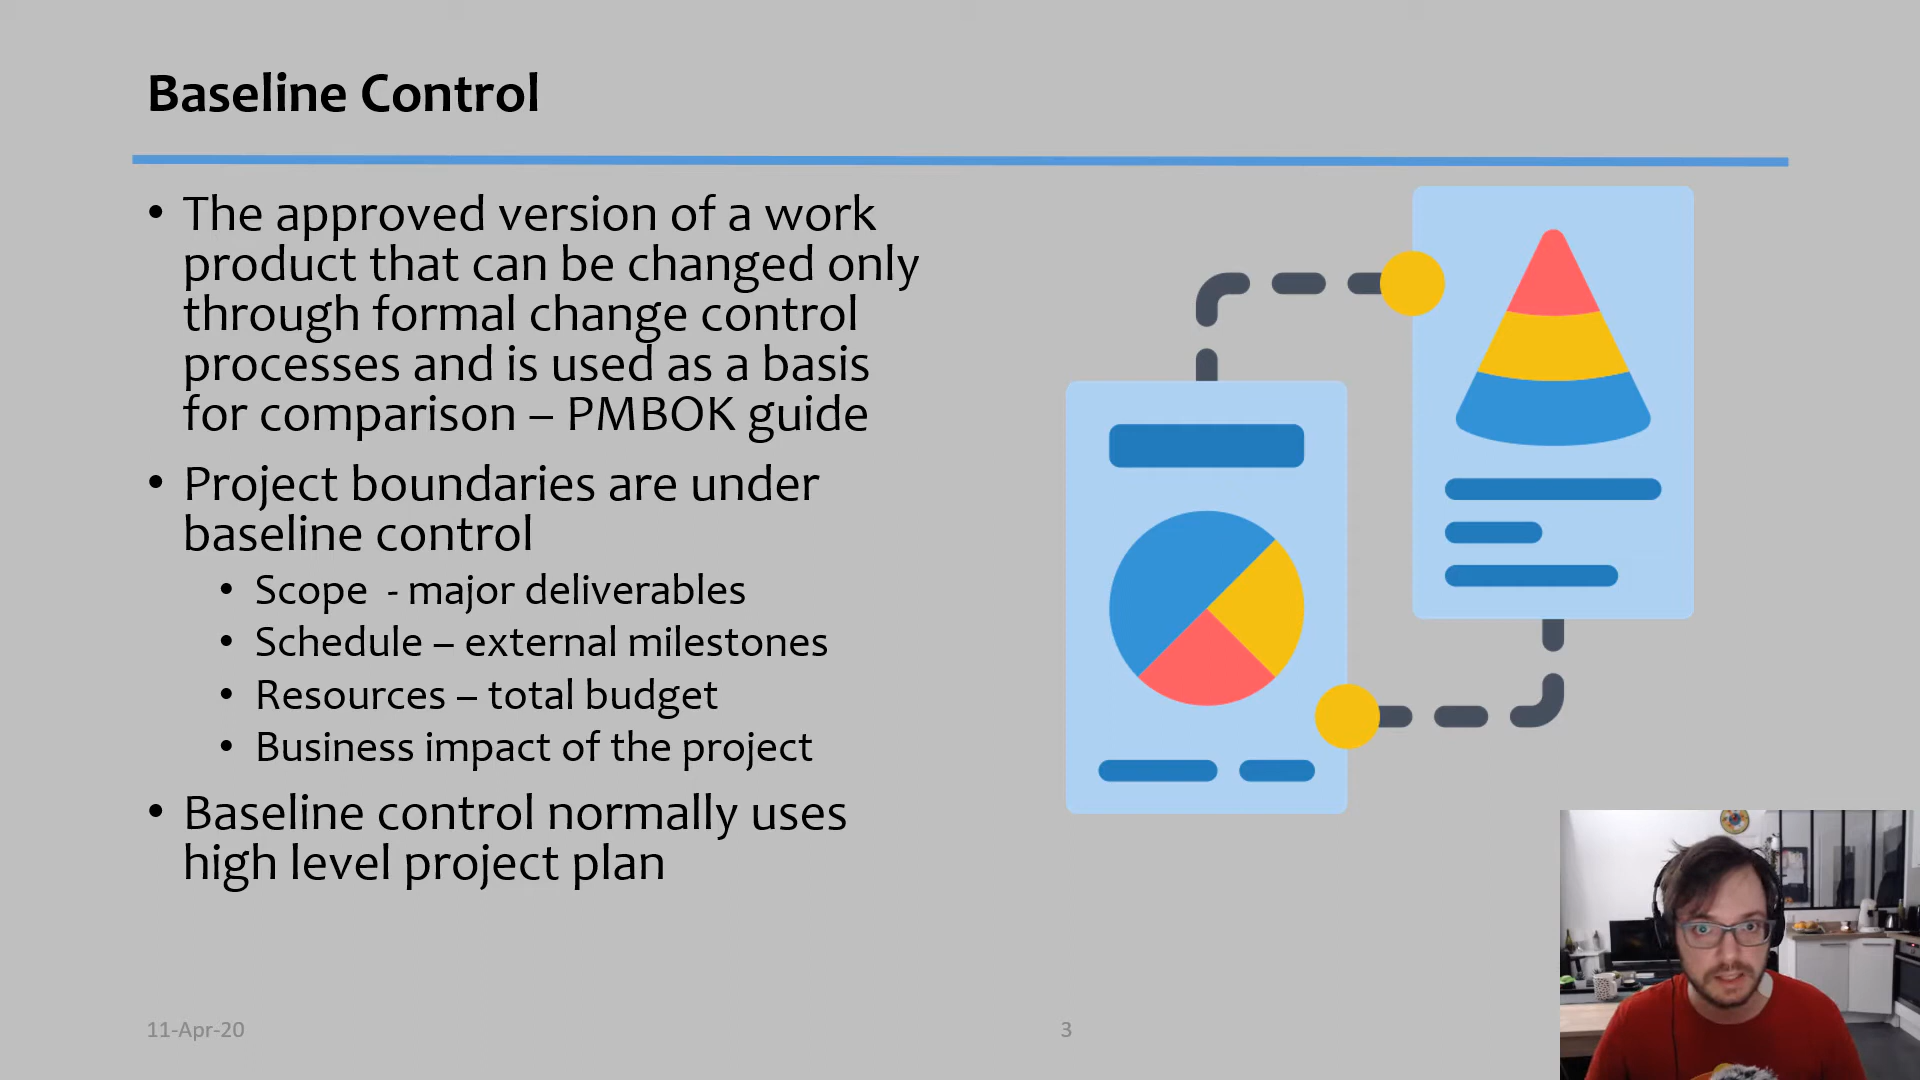 Baseline Control
• The approved version of a work
product that can be changed only
through formal change control
processes and is used as a basis
for comparison – PMBOK guide
• Project boundaries are under
baseline control
• Scope  - major deliverables
• Schedule – external milestones
• Resources – total budget
• Business impact of the project
• Baseline control normally uses
high level project plan
11-Apr-20
3